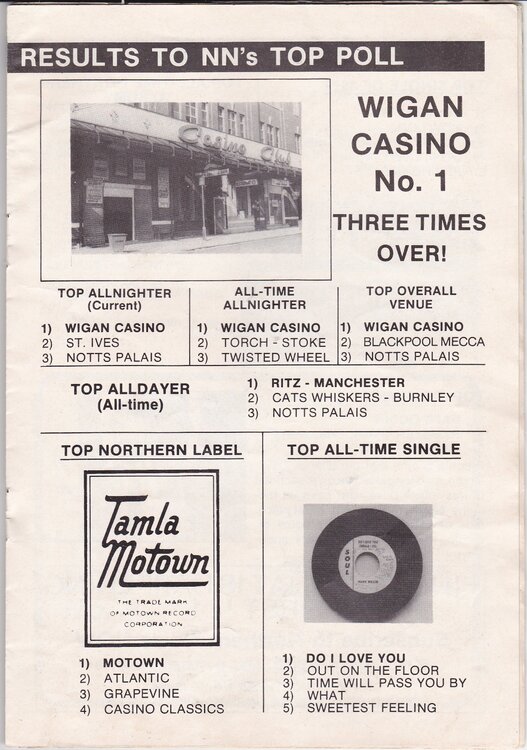 RESULTS TO NN's TOP POLL
Casino Club
WIGAN
CASINO
No. 1
THREE TIMES
OVER!
TOP ALLNIGHTER
(Current)
1) WIGAN CASINO
2) ST. IVES
3) NOTTS PALAIS
ALL-TIME
ALLNIGHTER
1) WIGAN CASINO
2) TORCH - STOKE
3) TWISTED WHEEL
TOP OVERALL
VENUE
1) WIGAN CASINO
2) BLACKPOOL MECCA
3) NOTTS PALAIS
TOP ALLDAYER
(All-time)
1) RITZ - MANCHESTER
2) CATS WHISKERS - BURNLEY
3) NOTTS PALAIS
TOP NORTHERN LABEL
Tamla
Motown
THE TRADE MARK
OF MOTOWN RECORD
CORPORATION
1) MOTOWN
2) ATLANTIC
3) GRAPEVINE
4) CASINO CLASSICS
TOP ALL-TIME SINGLE
SOUL
1) DO I LOVE YOU
2) OUT ON THE FLOOR
3) TIME WILL PASS YOU BY
4) WHAT
5) SWEETEST FEELING